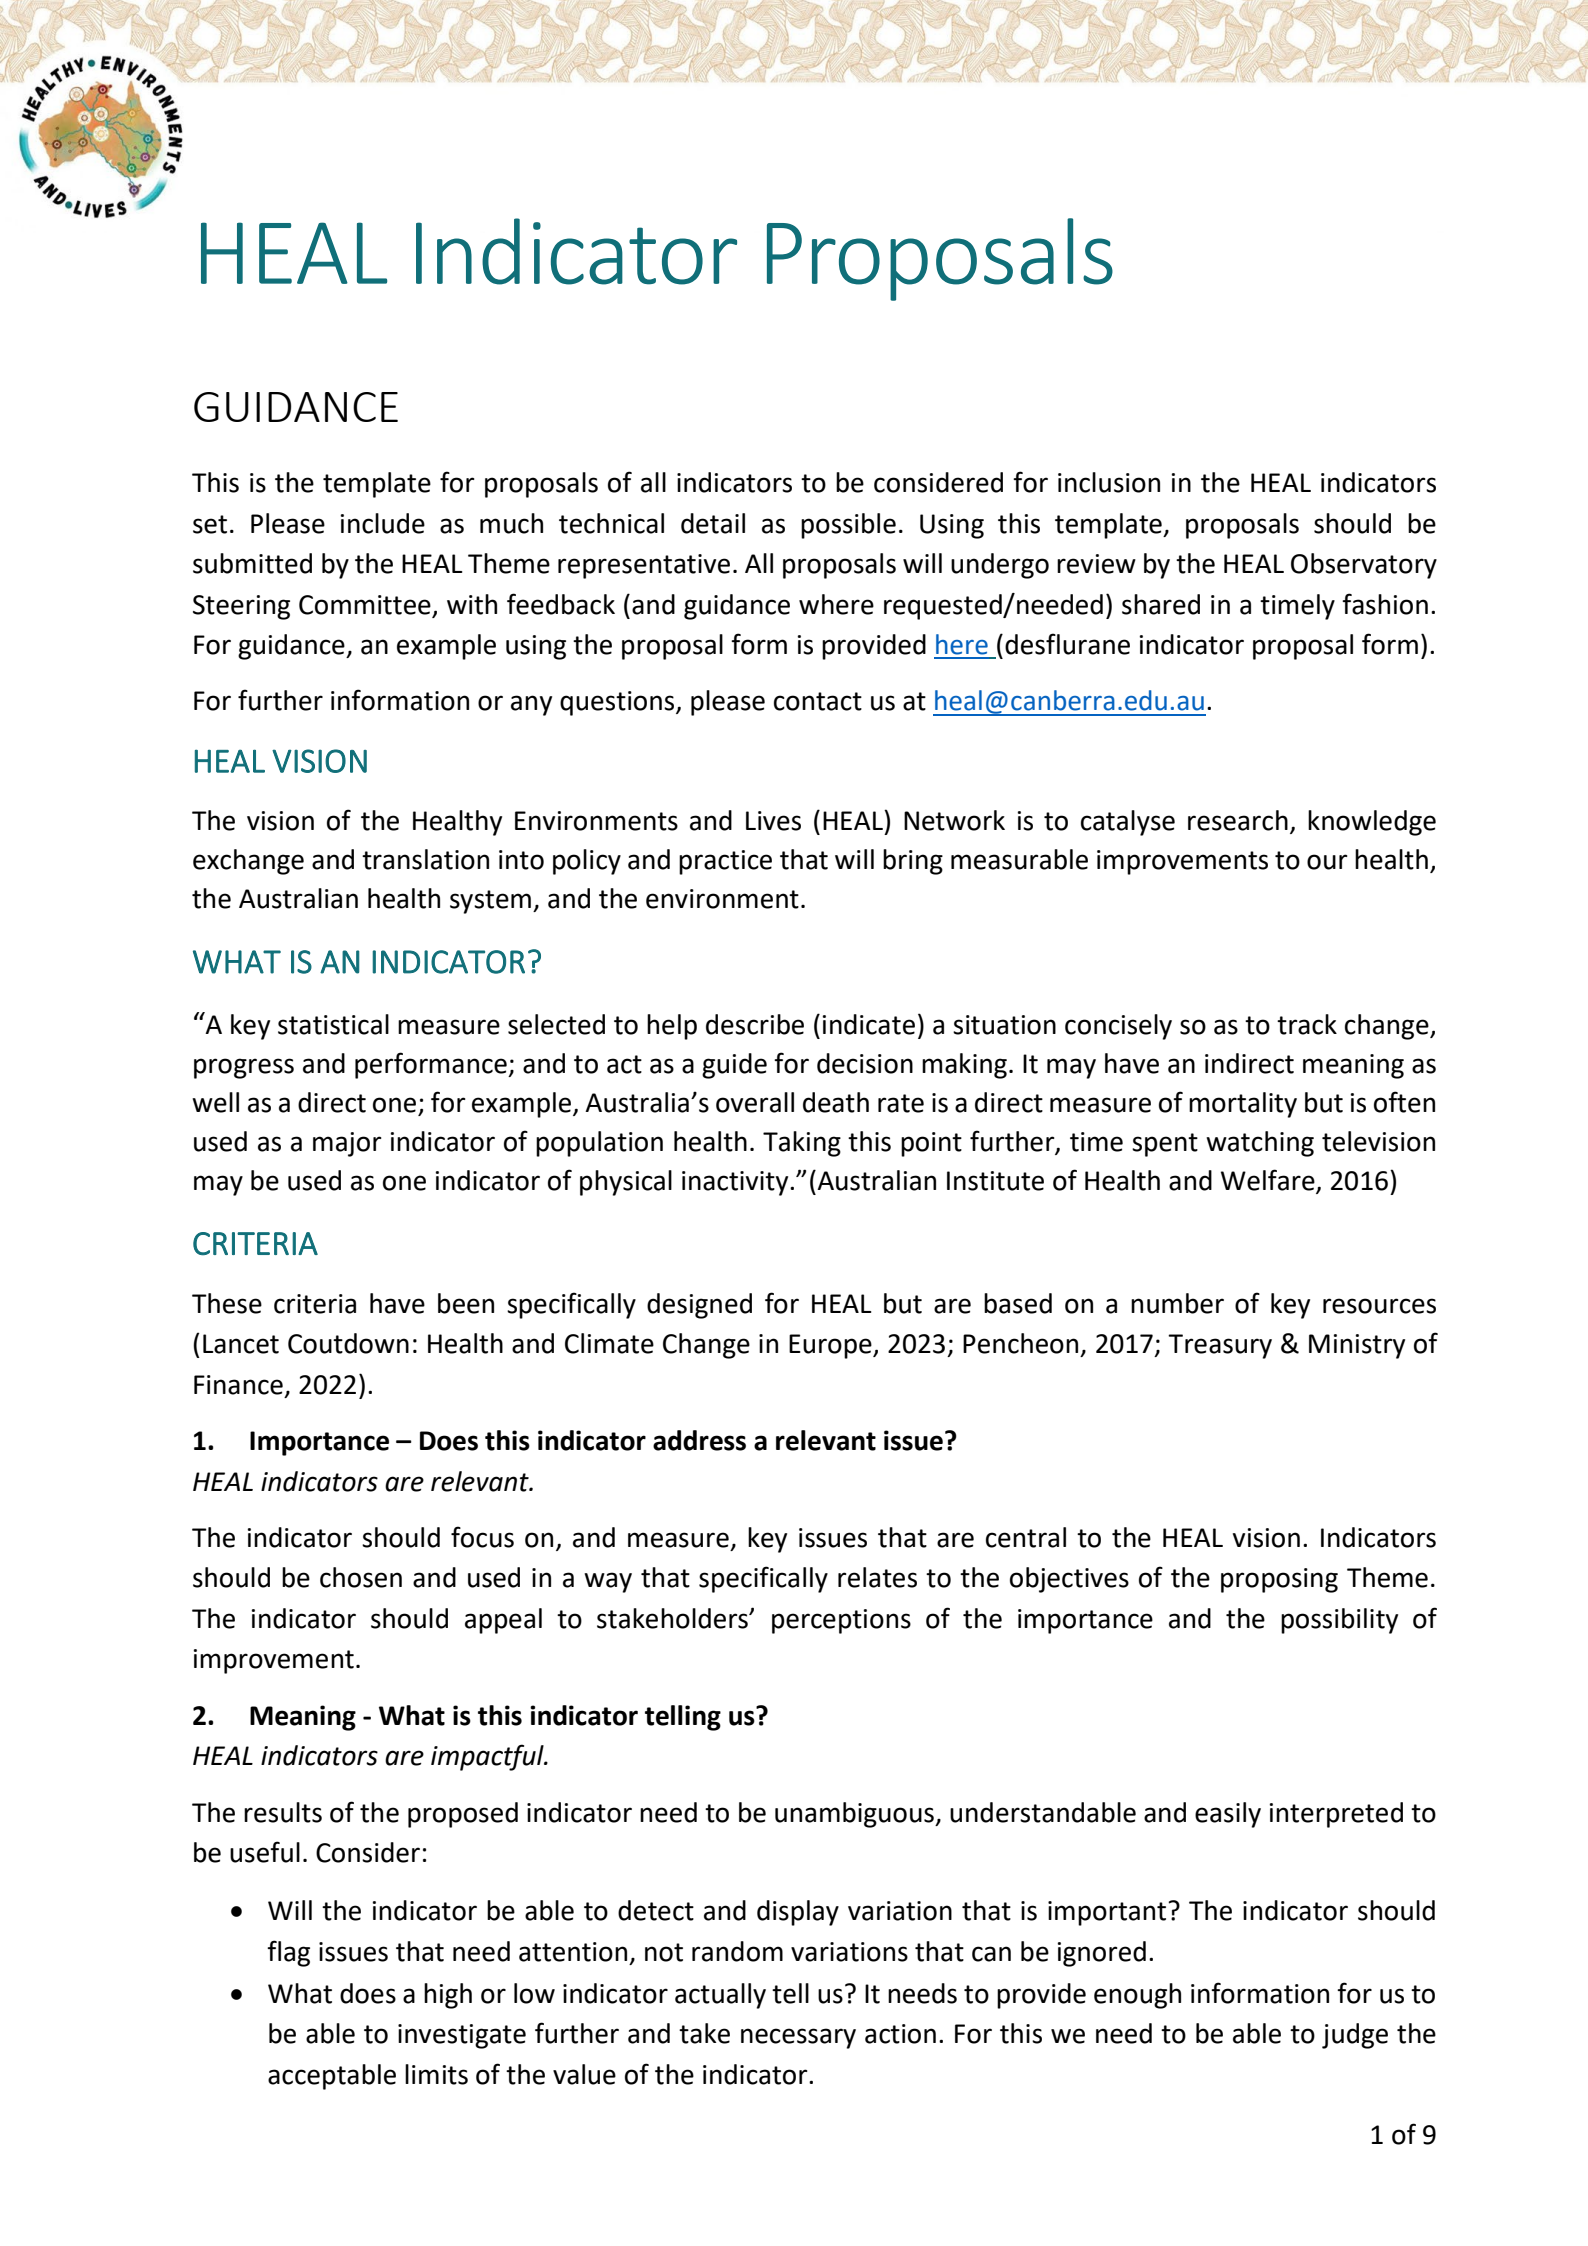 HEALTHY • ENVIRONMENTS
AND • LIVES
HEAL Indicator Proposals
GUIDANCE
This is the template for proposals of all indicators to be considered for inclusion in the HEAL indicators
set. Please include as much technical detail as possible. Using this template, proposals should be
submitted by the HEAL Theme representative. All proposals will undergo review by the HEAL Observatory
Steering Committee, with feedback (and guidance where requested/needed) shared in a timely fashion.
For guidance, an example using the proposal form is provided here (desflurane indicator proposal form).
For further information or any questions, please contact us at heal@canberra.edu.au.
HEAL VISION
The vision of the Healthy Environments and Lives (HEAL) Network is to catalyse research, knowledge
exchange and translation into policy and practice that will bring measurable improvements to our health,
the Australian health system, and the environment.
WHAT IS AN INDICATOR?
“A key statistical measure selected to help describe (indicate) a situation concisely so as to track change,
progress and performance; and to act as a guide for decision making. It may have an indirect meaning as
well as a direct one; for example, Australia’s overall death rate is a direct measure of mortality but is often
used as a major indicator of population health. Taking this point further, time spent watching television
may be used as one indicator of physical inactivity.”(Australian Institute of Health and Welfare, 2016)
CRITERIA
These criteria have been specifically designed for HEAL but are based on a number of key resources
(Lancet Coutdown: Health and Climate Change in Europe, 2023; Pencheon, 2017; Treasury & Ministry of
Finance, 2022).
1. Importance – Does this indicator address a relevant issue?
HEAL indicators are relevant.
The indicator should focus on, and measure, key issues that are central to the HEAL vision. Indicators
should be chosen and used in a way that specifically relates to the objectives of the proposing Theme.
The indicator should appeal to stakeholders’ perceptions of the importance and the possibility of
improvement.
2. Meaning - What is this indicator telling us?
HEAL indicators are impactful.
The results of the proposed indicator need to be unambiguous, understandable and easily interpreted to
be useful. Consider:
• Will the indicator be able to detect and display variation that is important? The indicator should
flag issues that need attention, not random variations that can be ignored.
• What does a high or low indicator actually tell us? It needs to provide enough information for us to
be able to investigate further and take necessary action. For this we need to be able to judge the
acceptable limits of the value of the indicator.
1 of 9